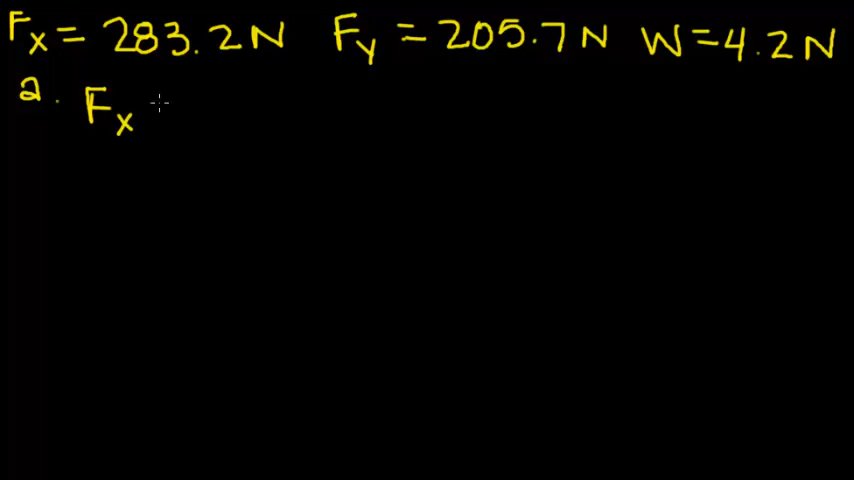 Fx = 283.2N Fy = 205.7N W=4.2N
a. Fx